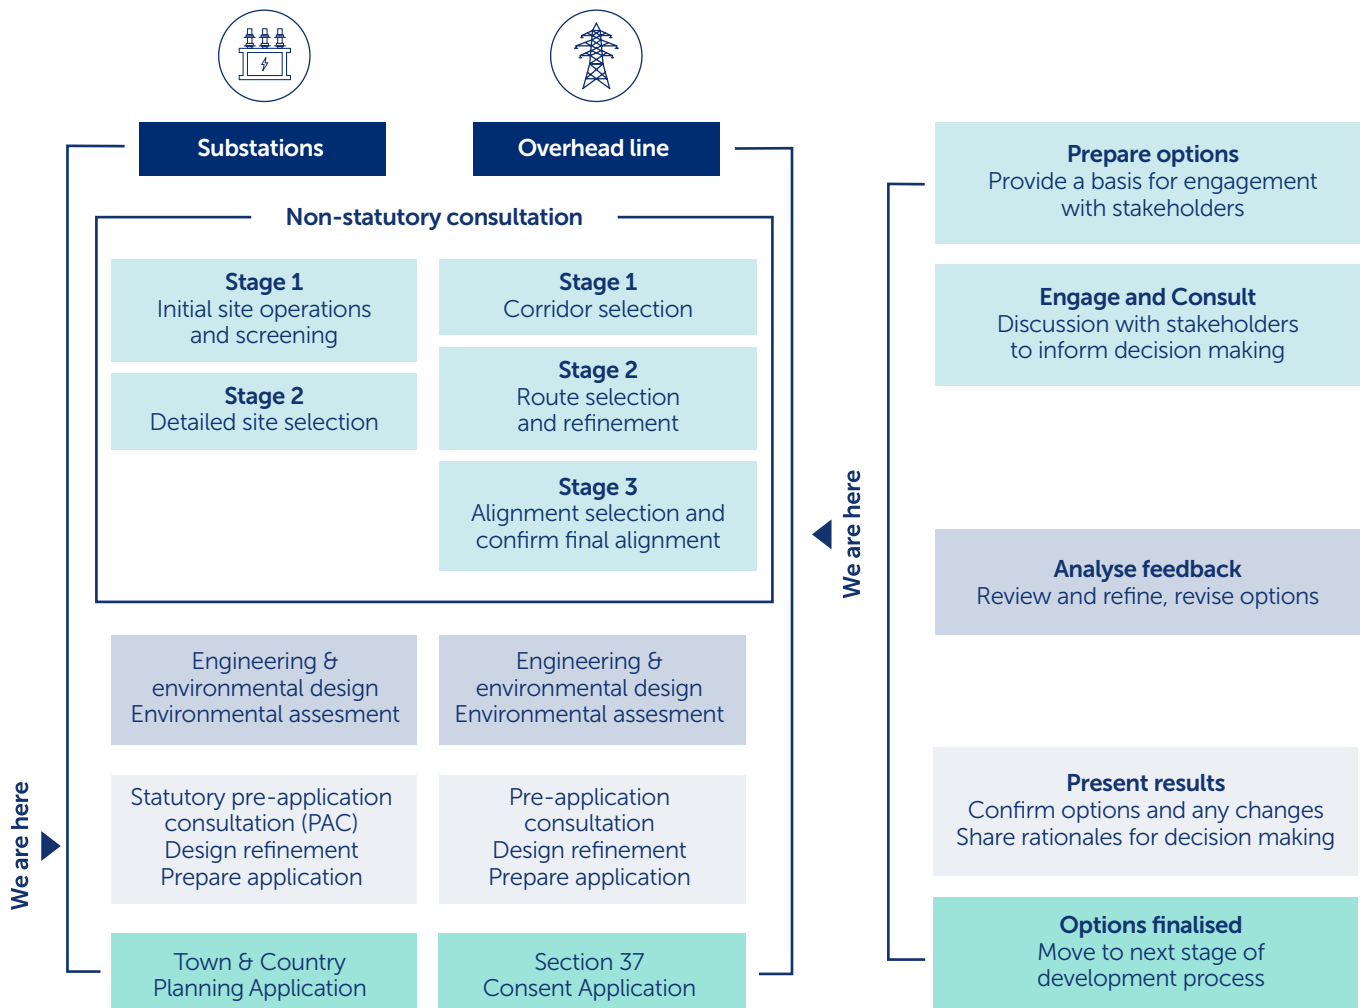 Substations
Overhead line
Non-statutory consultation
Stage 1
Initial site operations
and screening
Stage 2
Detailed site selection
Stage 1
Corridor selection
Stage 2
Route selection
and refinement
Stage 3
Alignment selection and
confirm final alignment
Engineering &
environmental design
Environmental assesment
Engineering &
environmental design
Environmental assesment
We are here
Statutory pre-application
consultation (PAC)
Design refinement
Prepare application
Pre-application
consultation
Design refinement
Prepare application
Town & Country
Planning Application
Section 37
Consent Application
We are here
Prepare options
Provide a basis for engagement
with stakeholders
Engage and Consult
Discussion with stakeholders
to inform decision making
Analyse feedback
Review and refine, revise options
Present results
Confirm options and any changes
Share rationales for decision making
Options finalised
Move to next stage of
development process